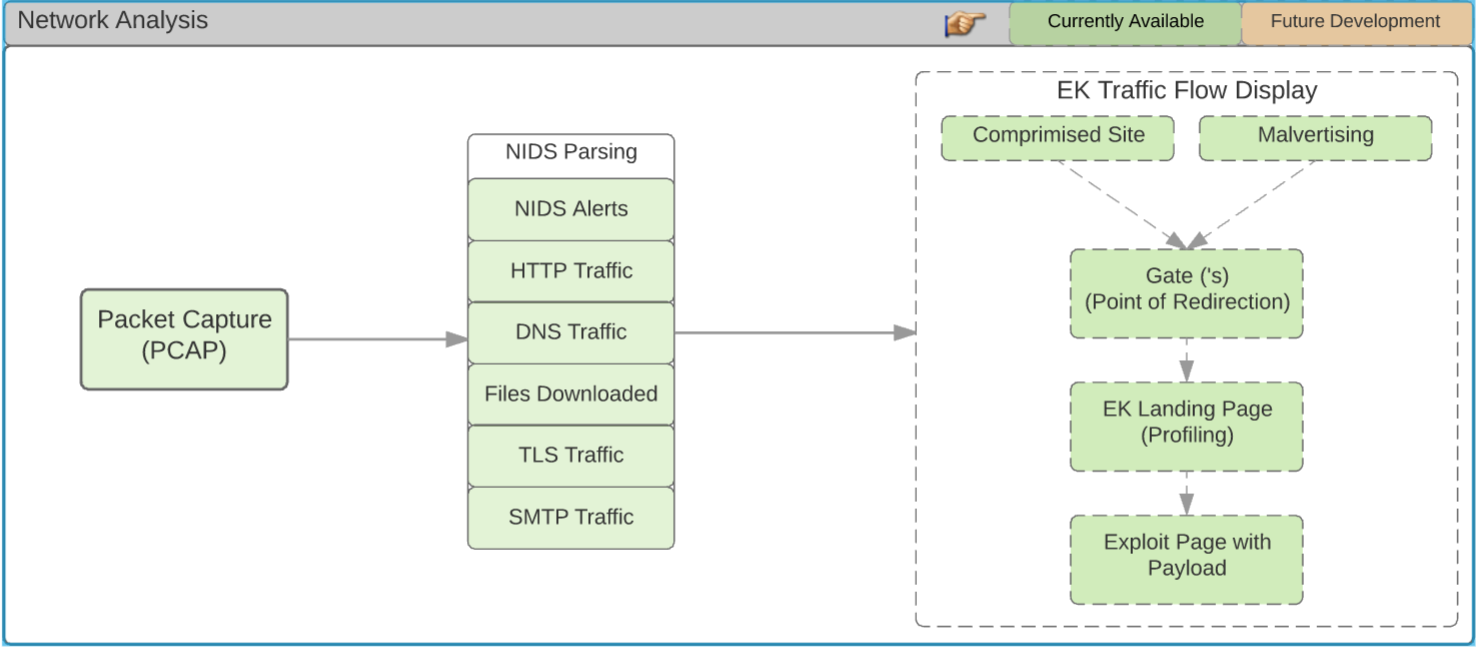 Network Analysis
Currently Available
Future Development
Packet Capture
(PCAP)
NIDS Parsing
NIDS Alerts
HTTP Traffic
DNS Traffic
Files Downloaded
TLS Traffic
SMTP Traffic
EK Traffic Flow Display
Comprimised Site
Malvertising
Gate ('s)
(Point of Redirection)
EK Landing Page
(Profiling)
Exploit Page with
Payload